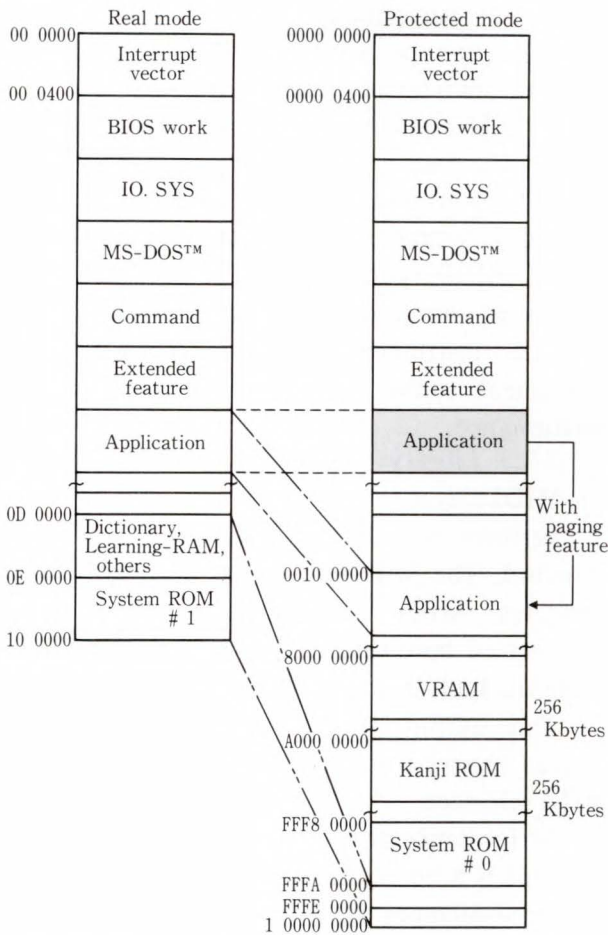 Real mode
00 0000
Interrupt
vector
00 0400
BIOS work
IO. SYS
MS-DOS™
Command
Extended
feature
Application
0D 0000
Dictionary,
Learning-RAM,
others
0E 0000
System ROM
# 1
10 0000
Protected mode
0000 0000
Interrupt
vector
0000 0400
BIOS work
IO. SYS
MS-DOS™
Command
Extended
feature
Application
With
paging
feature
0010 0000
Application
8000 0000
VRAM
256
Kbytes
A000 0000
Kanji ROM
256
Kbytes
FFF8 0000
System ROM
# 0
FFFA 0000
FFFE 0000
1 0000 0000